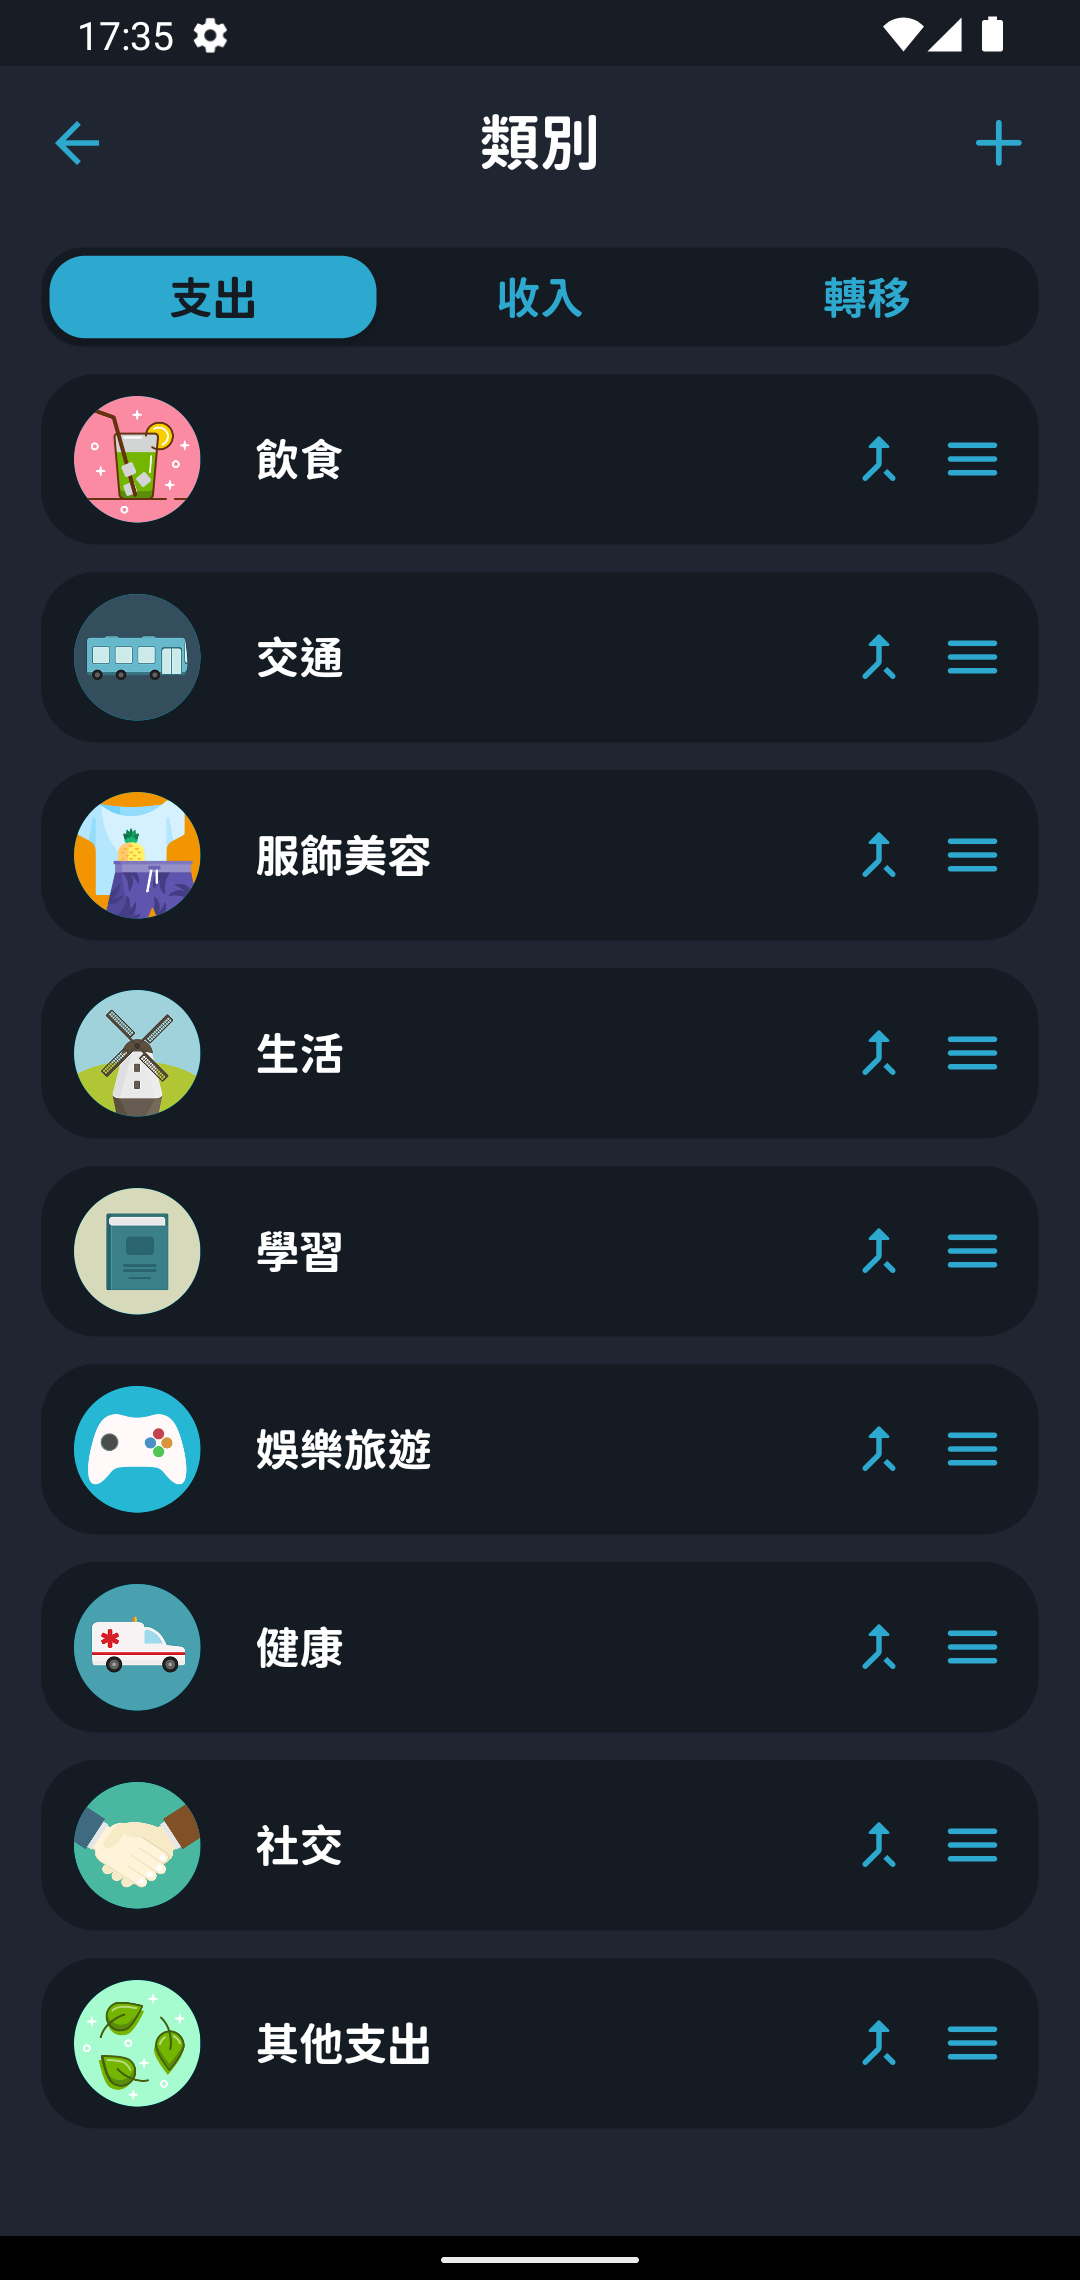 17:35
類別
支出 收入 轉移
飲食
交通
服飾美容
生活
學習
娛樂旅遊
健康
社交
其他支出